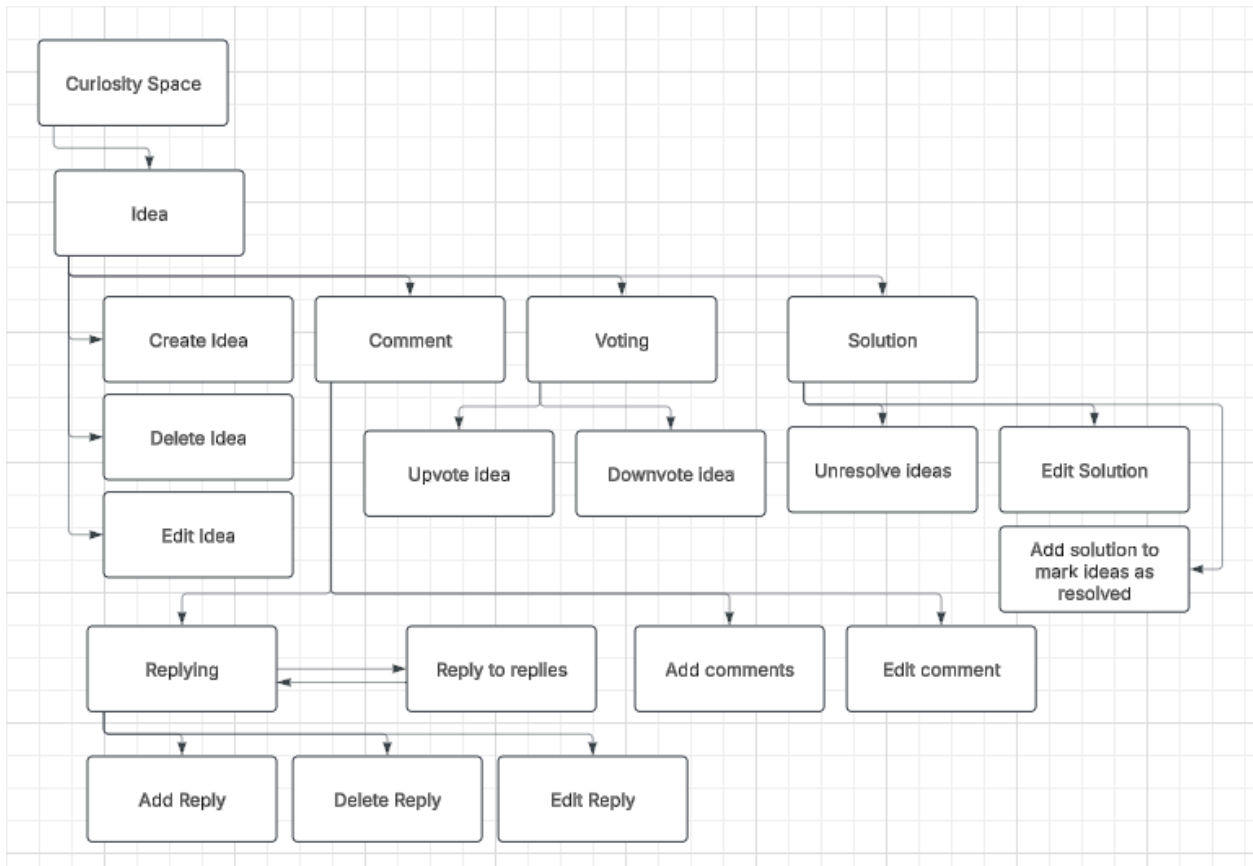 Curiosity Space
Idea
Create Idea
Comment
Voting
Solution
Delete Idea
Upvote idea
Downvote idea
Unresolve ideas
Edit Solution
Edit Idea
Add solution to
mark ideas as
resolved
Replying
Reply to replies
Add comments
Edit comment
Add Reply
Delete Reply
Edit Reply